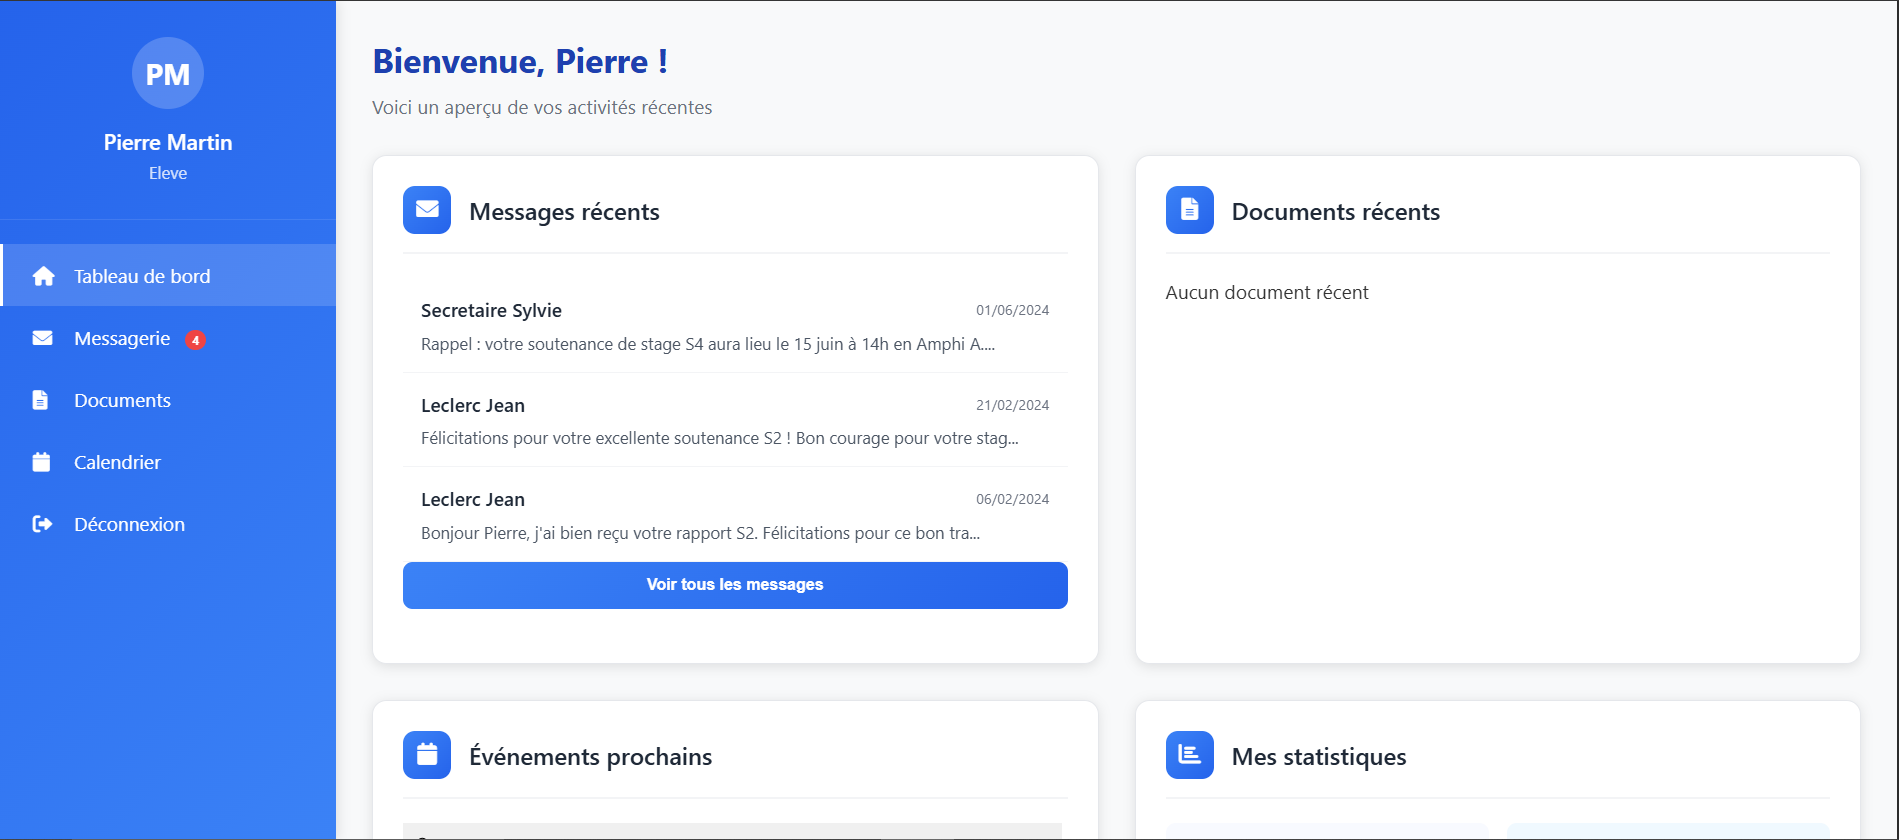 PM
Pierre Martin
Eleve
Tableau de bord
Messagerie 4
Documents
Calendrier
Déconnexion
Bienvenue, Pierre !
Voici un aperçu de vos activités récentes
Messages récents
Secretaire Sylvie 01/06/2024
Rappel : votre soutenance de stage S4 aura lieu le 15 juin à 14h en Amphi A....
Leclerc Jean 21/02/2024
Félicitations pour votre excellente soutenance S2 ! Bon courage pour votre stag...
Leclerc Jean 06/02/2024
Bonjour Pierre, j'ai bien reçu votre rapport S2. Félicitations pour ce bon tra...
Voir tous les messages
Documents récents
Aucun document récent
Événements prochains
Mes statistiques